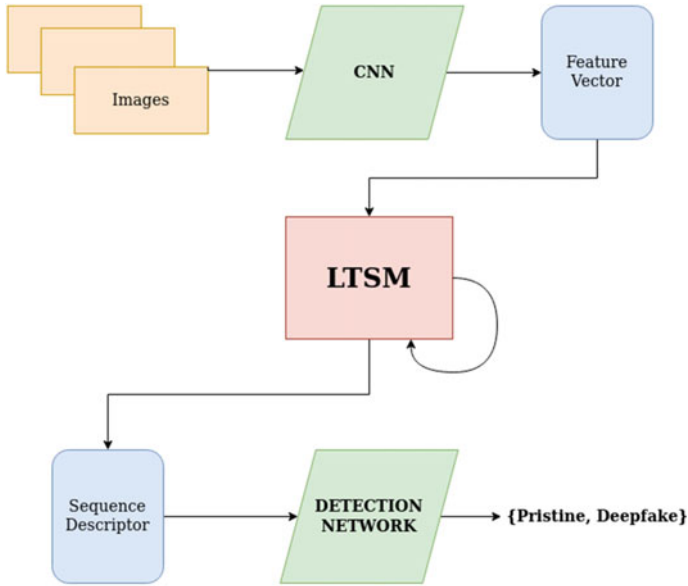 Images
CNN
Feature
Vector
LTSM
Sequence
Descriptor
DETECTION
NETWORK
{Pristine, Deepfake}